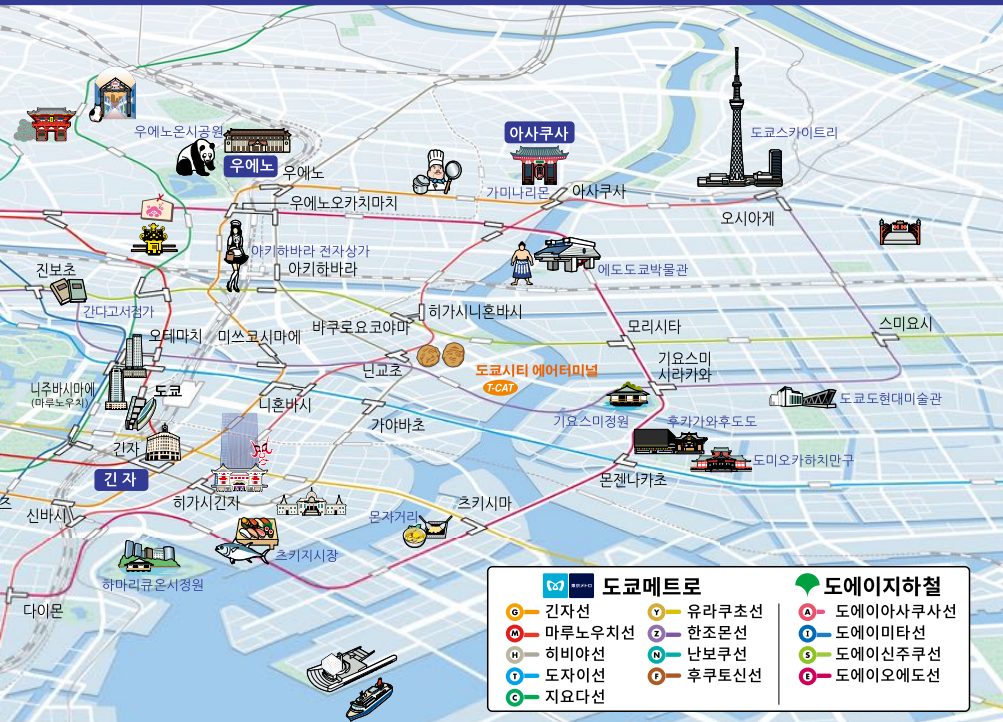 우에노온시공원
우에노
우에노
우에노오카치마치
아사쿠사
가미나리몬
아사쿠사
도쿄스카이트리
오시아게
아키하바라 전자상가
아키하바라
에도도쿄박물관
진보초
간다고서점가
오테마치
미쓰코시마에
바쿠로요코야마
히가시니혼바시
모리시타
스미요시
니주바시마에
(마루노우치)
도쿄
닌교초
도쿄시티 에어터미널
T-CAT
기요스미
시라카와
니혼바시
가야바초
기요스미정원
후카가와후도도
도쿄도현대미술관
긴자
긴 자
도미오카하치만구
몬젠나카초
즈
신바시
히가시긴자
몬자거리
츠키시마
츠키지시장
하마리큐온시정원
다이몬
東京メトロ
도쿄메트로
G 긴자선
M 마루노우치선
H 히비야선
T 도자이선
C 지요다선
Y 유라쿠초선
Z 한조몬선
N 난보쿠선
F 후쿠토신선
도에이지하철
A 도에이아사쿠사선
I 도에이미타선
S 도에이신주쿠선
E 도에이오에도선